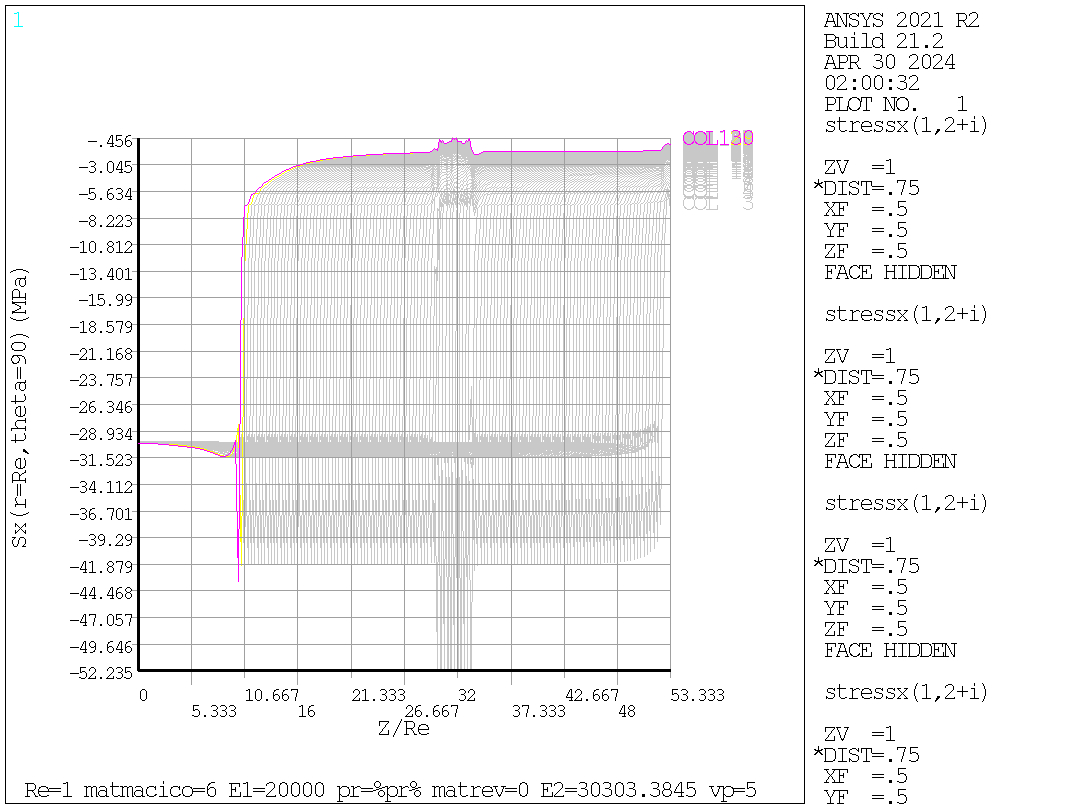 1
ANSYS 2021 R2
Build 21.2
APR 30 2024
02:00:32
PLOT NO. 1
stressx(1,2+i)
ZV =1
*DIST=.75
XF =.5
YF =.5
ZF =.5
FACE HIDDEN
stressx(1,2+i)
ZV =1
*DIST=.75
XF =.5
YF =.5
ZF =.5
FACE HIDDEN
stressx(1,2+i)
ZV =1
*DIST=.75
XF =.5
YF =.5
ZF =.5
FACE HIDDEN
stressx(1,2+i)
ZV =1
*DIST=.75
XF =.5
YF =.5
COL130
-.456
-3.045
-5.634
-8.223
-10.812
-13.401
-15.99
-18.579
-21.168
-23.757
-26.346
-28.934
-31.523
-34.112
-36.701
-39.29
-41.879
-44.468
-47.057
-49.646
-52.235
Sx(r=Re,theta=90)(MPa)
0 10.667 21.333 32 42.667 53.333
5.333 16 26.667 37.333 48
Z/Re
Re=1 matmacico=6 E1=20000 pr=%pr% matrev=0 E2=30303.3845 vp=5